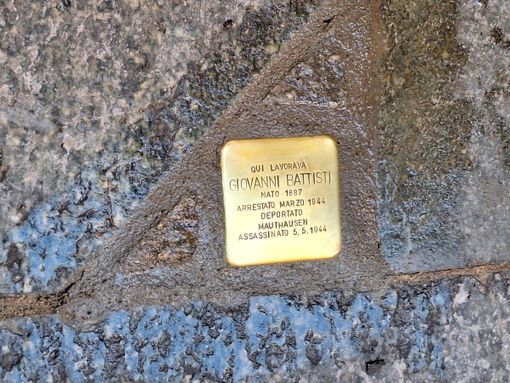 QUI LAVORAVA
GIOVANNI BATTISTI
NATO 1887
ARRESTATO MARZO 1944
DEPORTATO
MAUTHAUSEN
ASSASSINATO 5.5.1944